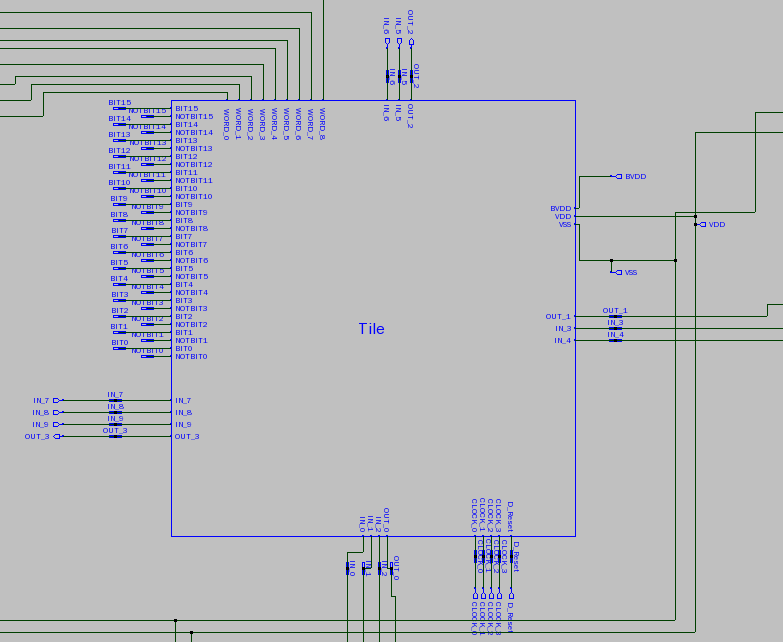 IN_6 IN_5 OUT_2
IN_6 IN_5 OUT_2
IN_6 IN_5 OUT_2
WORD_0 WORD_1 WORD_2 WORD_3 WORD_4 WORD_5 WORD_6 WORD_7 WORD_8
BIT15 BIT15
NOTBIT15 NOTBIT15
BIT14 BIT14
NOTBIT14 NOTBIT14
BIT13 BIT13
NOTBIT13 NOTBIT13
BIT12 BIT12
NOTBIT12 NOTBIT12
BIT11 BIT11
NOTBIT11 NOTBIT11
BIT10 BIT10
NOTBIT10 NOTBIT10
BIT9 BIT9
NOTBIT9 NOTBIT9
BIT8 BIT8
NOTBIT8 NOTBIT8
BIT7 BIT7
NOTBIT7 NOTBIT7
BIT6 BIT6
NOTBIT6 NOTBIT6
BIT5 BIT5
NOTBIT5 NOTBIT5
BIT4 BIT4
NOTBIT4 NOTBIT4
BIT3 BIT3
NOTBIT3 NOTBIT3
BIT2 BIT2
NOTBIT2 NOTBIT2
BIT1 BIT1
NOTBIT1 NOTBIT1
BIT0 BIT0
NOTBIT0 NOTBIT0
BVDD
BVDD
VDD
VSS
VDD
VSS
OUT_1 OUT_1
IN_3 IN_3
IN_4 IN_4
Tile
IN_7 IN_7 IN_7
IN_8 IN_8 IN_8
IN_9 IN_9 IN_9
OUT_3 OUT_3 OUT_3
IN_0 IN_1 IN_2 OUT_0
IN_0 IN_1 IN_2 OUT_0
CLOCK_0 CLOCK_1 CLOCK_2 CLOCK_3 D_Reset
CLOCK_0 CLOCK_1 CLOCK_2 CLOCK_3 D_Reset
CLOCK_0 CLOCK_1 CLOCK_2 CLOCK_3 D_Reset